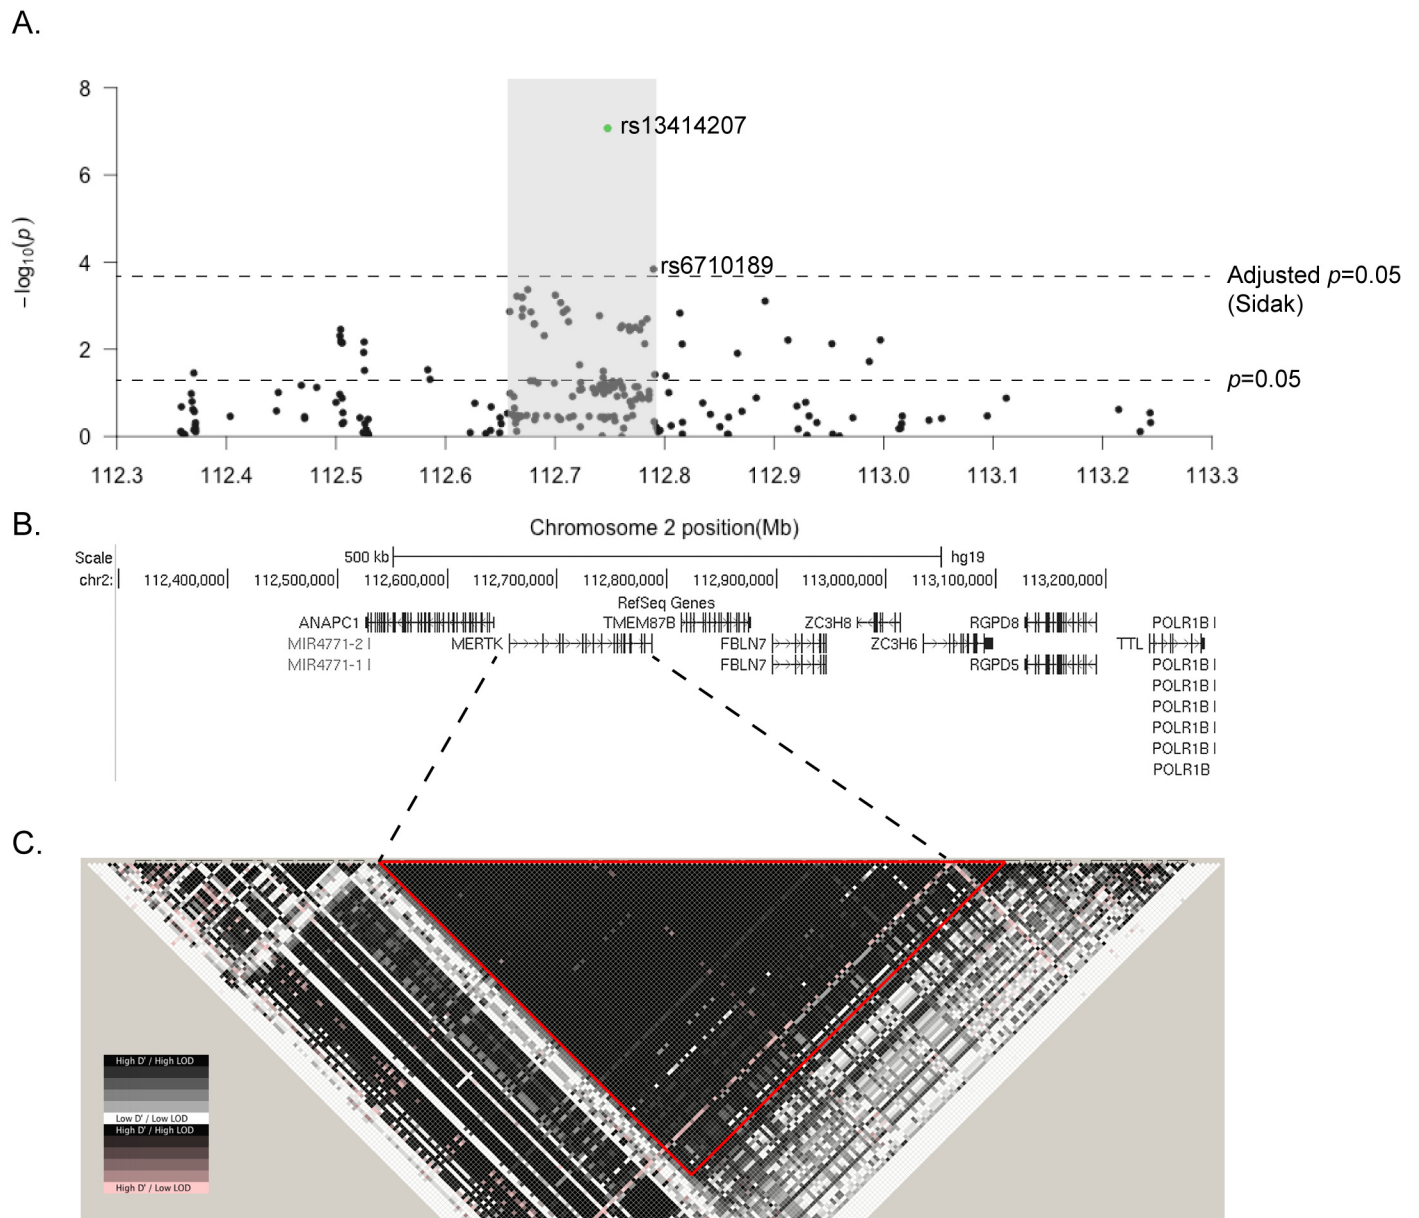 A.
8
rs13414207
6
−log10(p)
4
rs6710189
Adjusted p=0.05
(Sidak)
2
p=0.05
0
112.3 112.4 112.5 112.6 112.7 112.8 112.9 113.0 113.1 113.2 113.3
Chromosome 2 position(Mb)
B.
Scale 500 kb hg19
chr2: 112,400,000 112,500,000 112,600,000 112,700,000 112,800,000 112,900,000 113,000,000 113,100,000 113,200,000
RefSeq Genes
ANAPC1 TMEM87B ZC3H8 RGPD8 POLR1B
MIR4771-2 MERTK FBLN7 ZC3H6 TTL
MIR4771-1 FBLN7 RGPD5 POLR1B
POLR1B
POLR1B
POLR1B
POLR1B
POLR1B
C.
High D' / High LOD
Low D' / Low LOD
High D' / High LOD
High D' / Low LOD